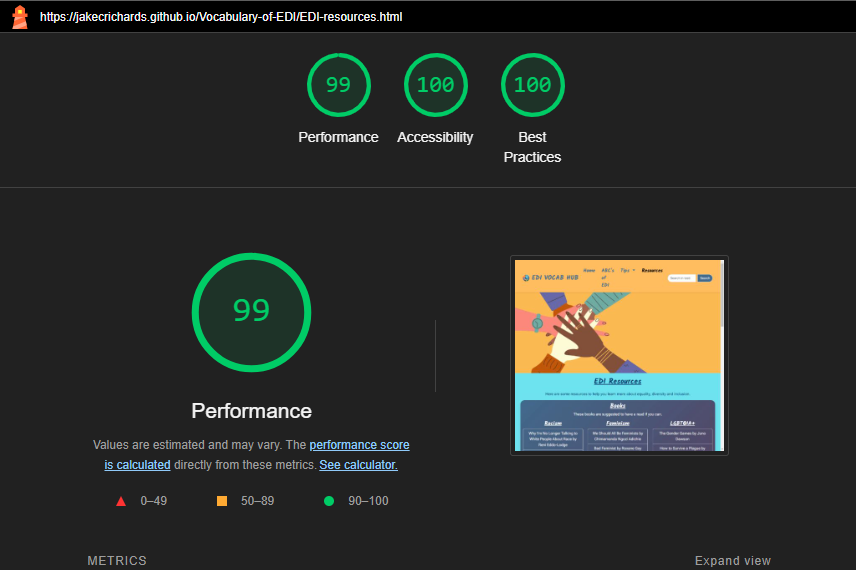 https://jakecrichards.github.io/Vocabulary-of-EDI/EDI-resources.html
99
100
100
Performance
Accessibility
Best
Practices
99
Performance
Values are estimated and may vary. The performance score
is calculated directly from these metrics. See calculator.
0–49
50–89
90–100
EDI VOCAB HUB
Home
ABC's
of
EDI
Tips
Resources
Search
EDI Resources
Here are some resources to help you learn more about equality, diversity and inclusion.
Books
These books are suggested to have a read if you can.
Racism
Feminism
LGBTQIA+
Why I'm No Longer Talking to
White People About Race by
Reni Eddo-Lodge
We Should All Be Feminists by
Chimamanda Ngozi Adichie
Bad Feminist by Roxane Gay
The Gender Games by Juno
Dawson
METRICS
Expand view